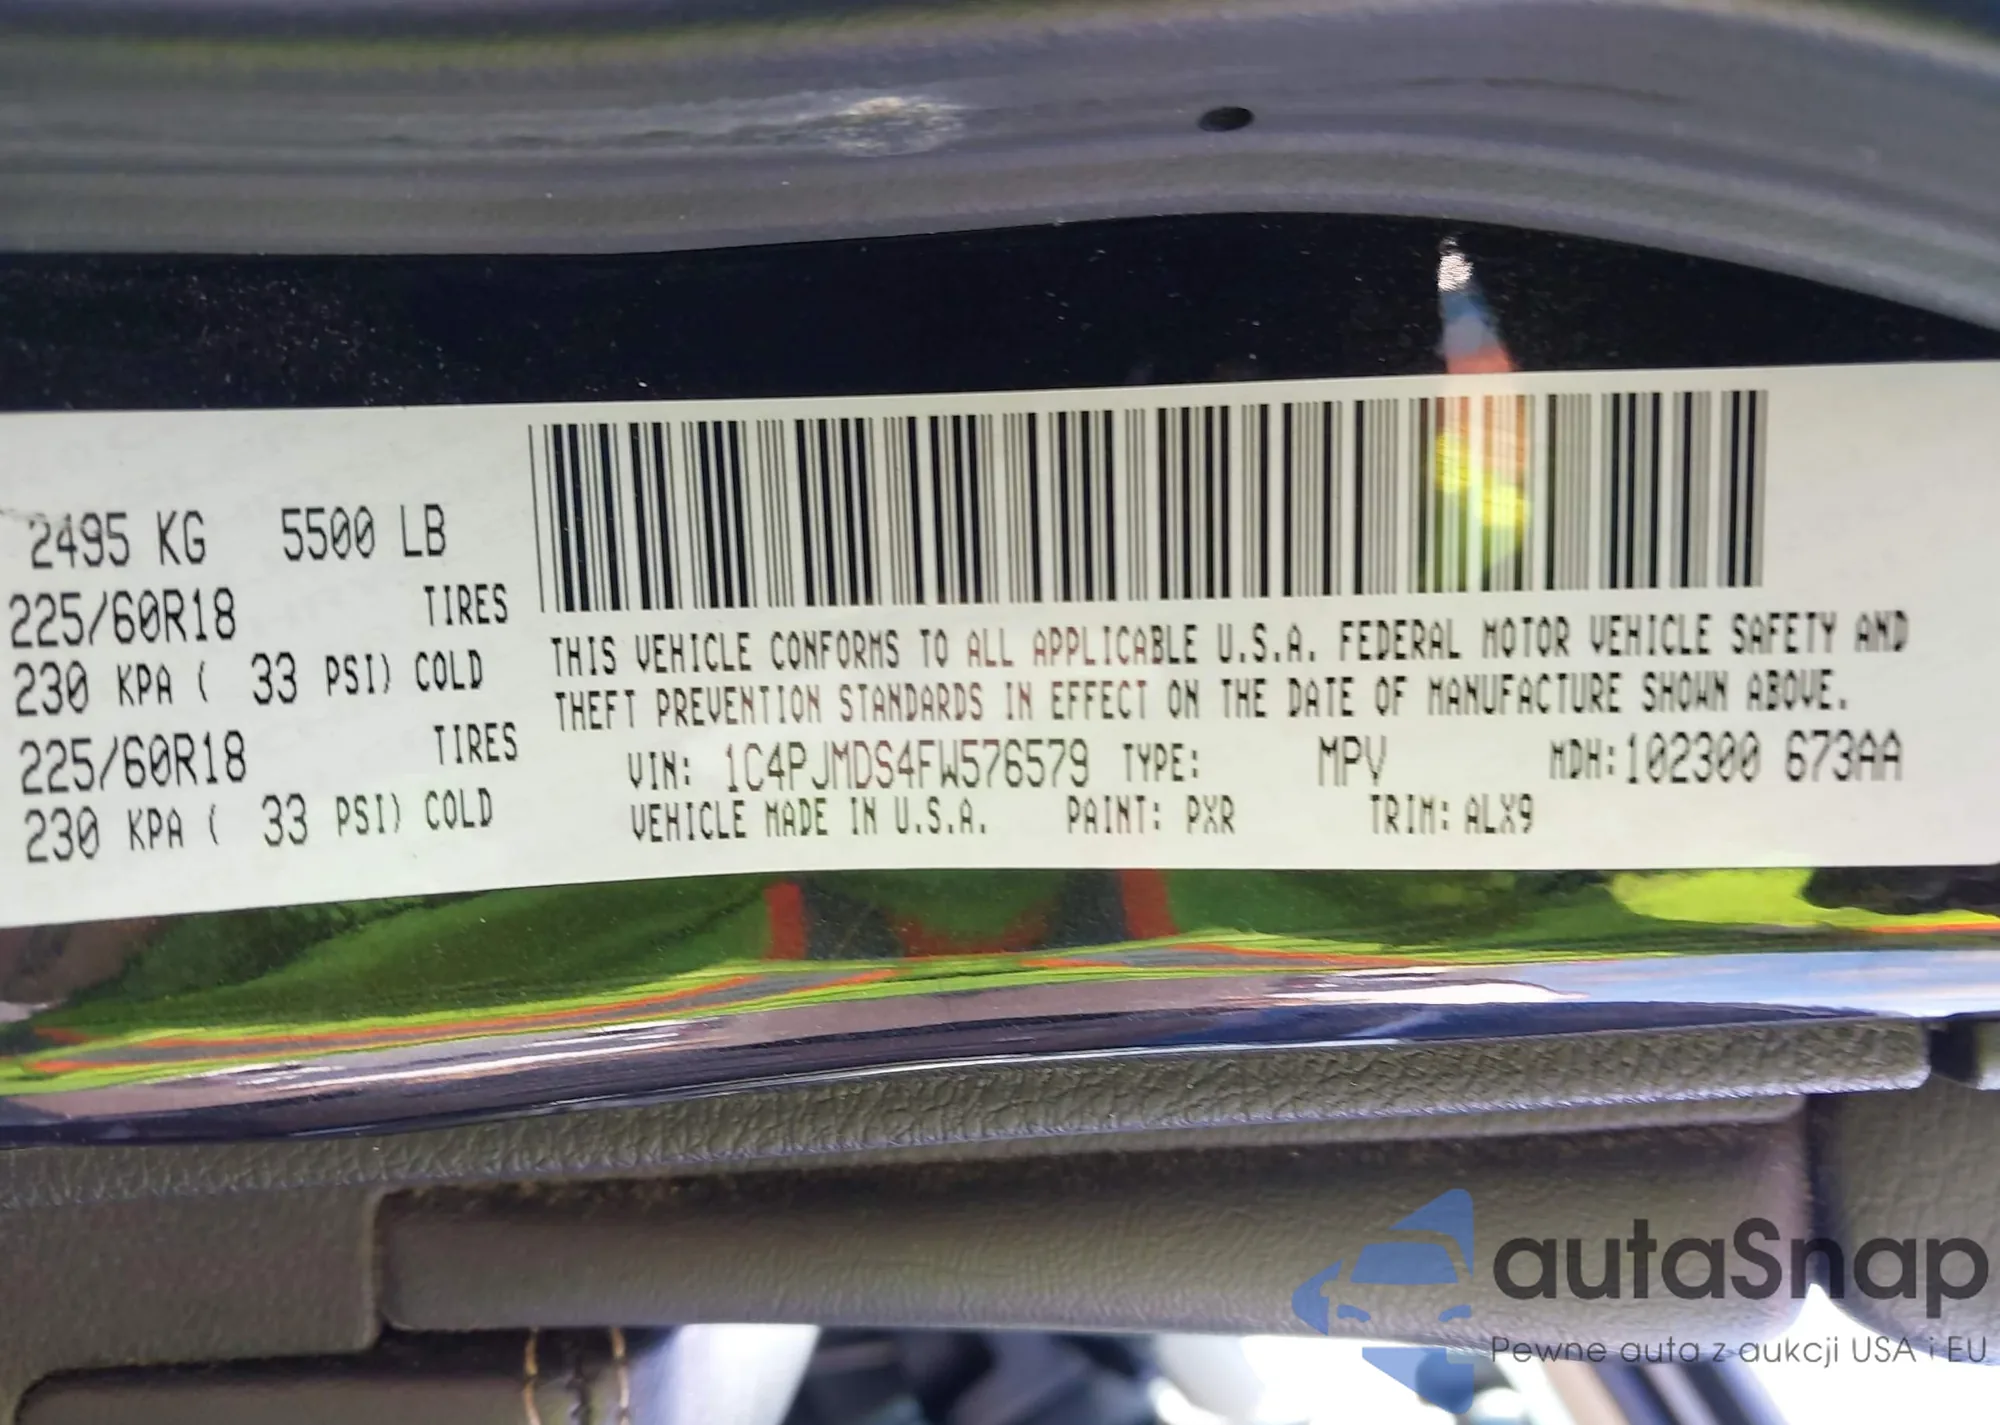 2495 KG 5500 LB
225/60R18 TIRES
230 KPA ( 33 PSI) COLD
225/60R18 TIRES
230 KPA ( 33 PSI) COLD
THIS VEHICLE CONFORMS TO ALL APPLICABLE U.S.A. FEDERAL MOTOR VEHICLE SAFETY AND
THEFT PREVENTION STANDARDS IN EFFECT ON THE DATE OF MANUFACTURE SHOWN ABOVE.
VIN: 1C4PJMDS4FW576579 TYPE: MPV MDH:102300 673AA
VEHICLE MADE IN U.S.A. PAINT: PXR TRIM: ALX9
autaSnap
Pewne auta z aukcji USA i EU